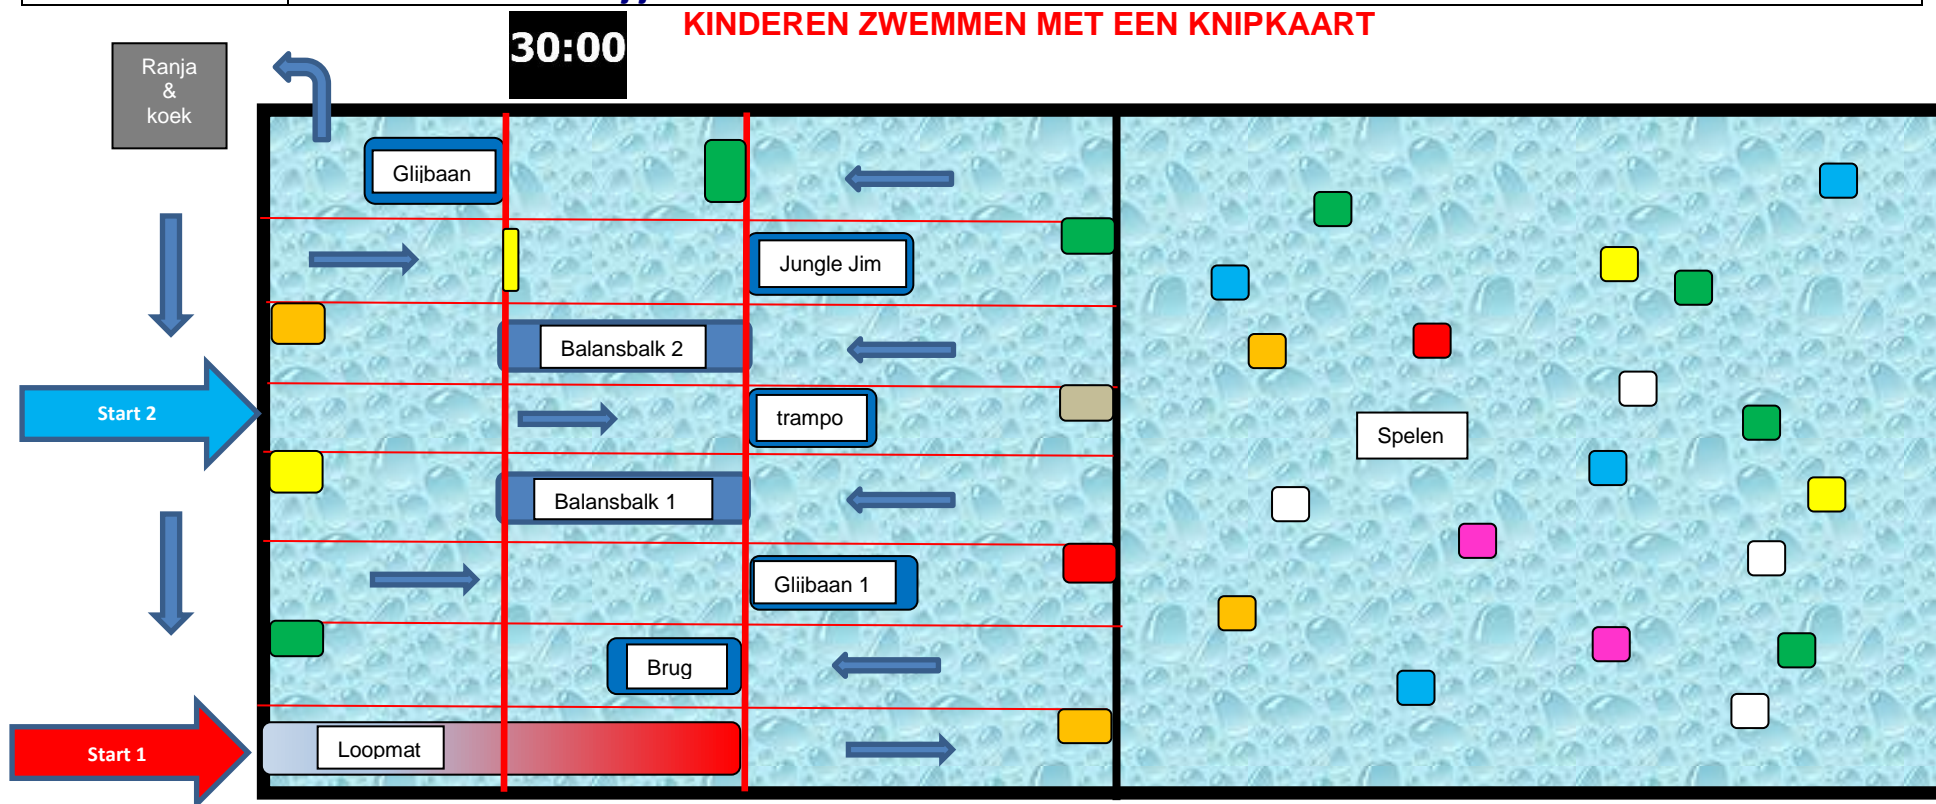 KINDEREN ZWEMMEN MET EEN KNIPKAART
30:00
Ranja
&
koek
Glijbaan
Jungle Jim
Balansbalk 2
Start 2
trampo
Spelen
Balansbalk 1
Glijbaan 1
Brug
Loopmat
Start 1